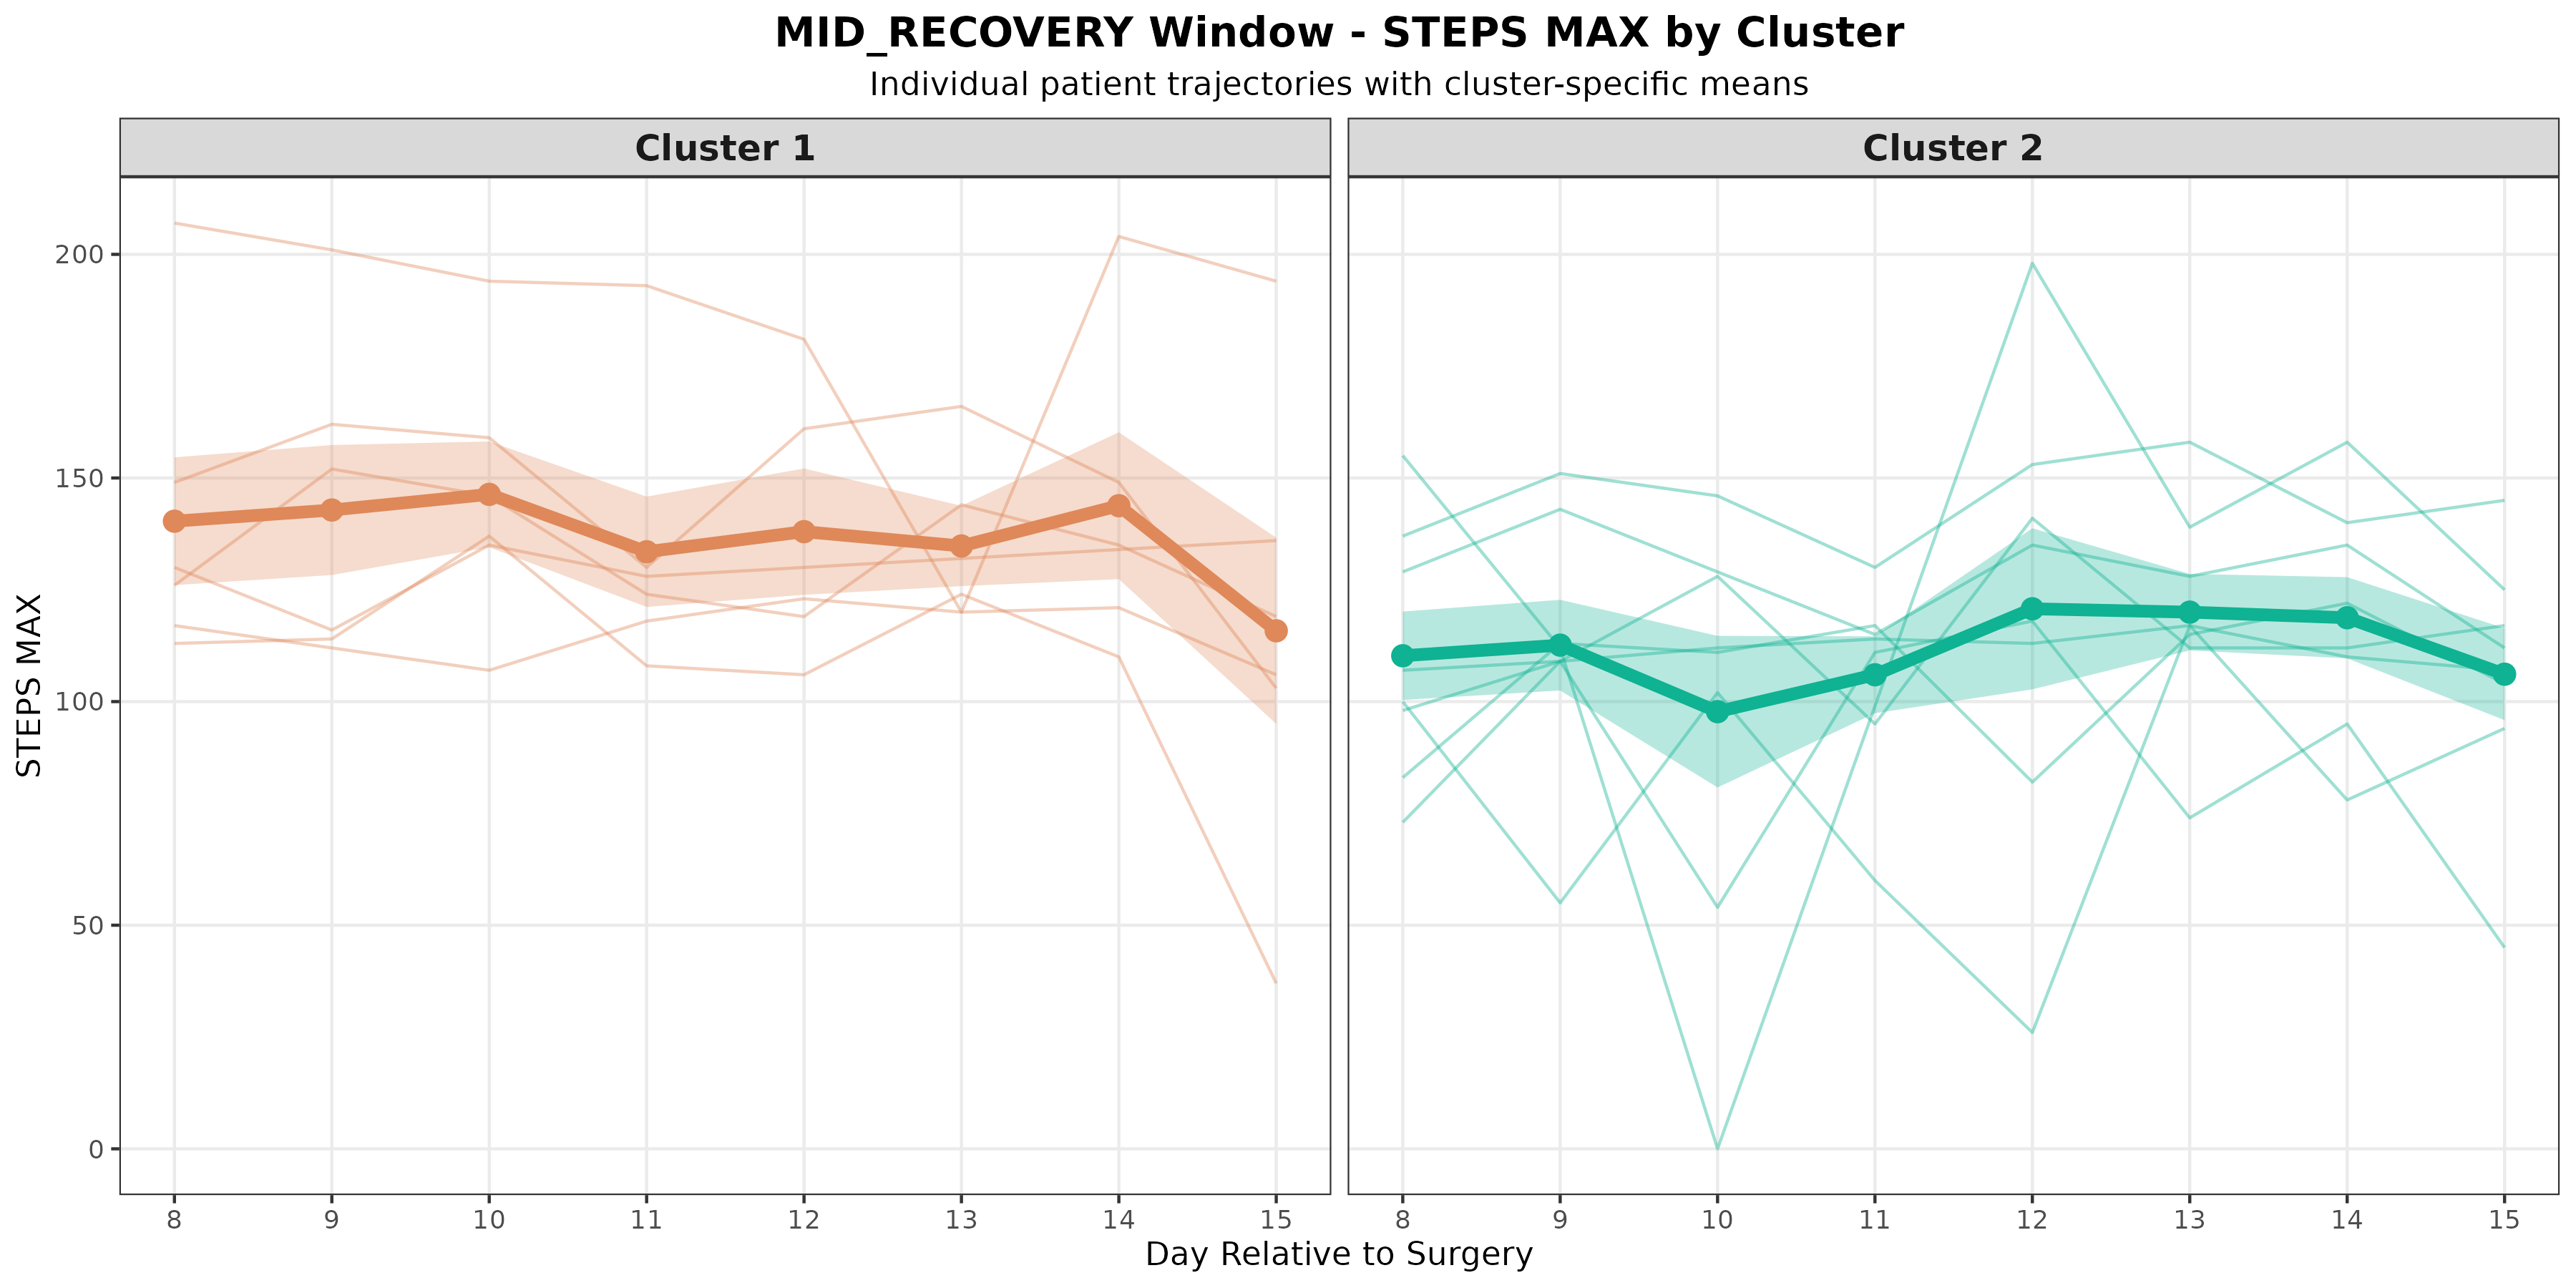 MID_RECOVERY Window - STEPS MAX by Cluster
Individual patient trajectories with cluster-specific means
Cluster 1
Cluster 2
STEPS MAX
200
150
100
50
0
8 9 10 11 12 13 14 15
8 9 10 11 12 13 14 15
Day Relative to Surgery